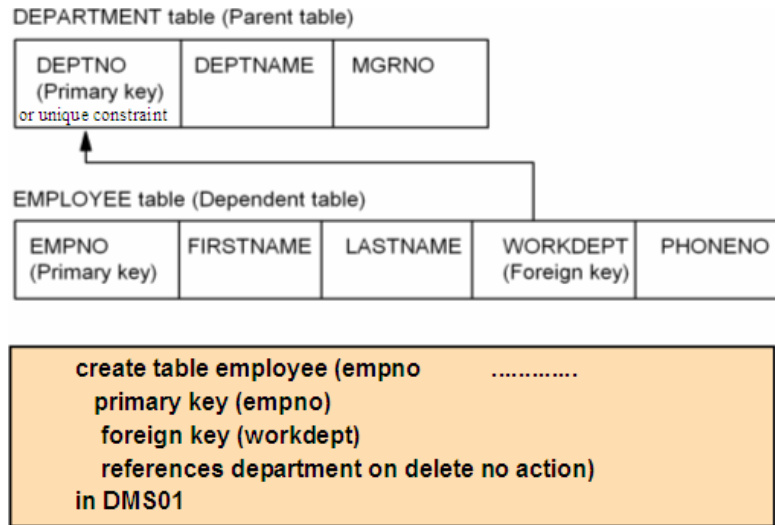 DEPARTMENT table (Parent table)
DEPTNO DEPTNAME MGRNO
(Primary key)
or unique constraint
EMPLOYEE table (Dependent table)
EMPNO FIRSTNAME LASTNAME WORKDEPT PHONENO
(Primary key) (Foreign key)
create table employee (empno .............
primary key (empno)
foreign key (workdept)
references department on delete no action)
in DMS01